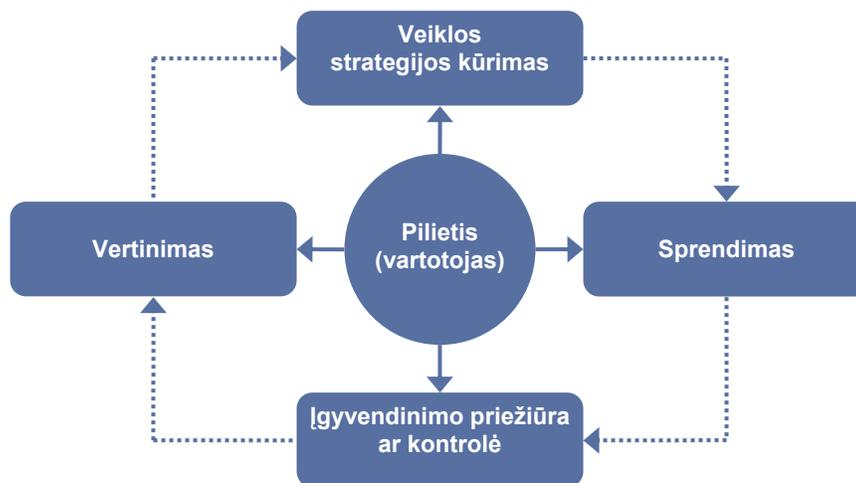 Veiklos
strategijos kūrimas
Vertinimas
Pilietis
(vartotojas)
Sprendimas
Įgyvendinimo priežiūra
ar kontrolė